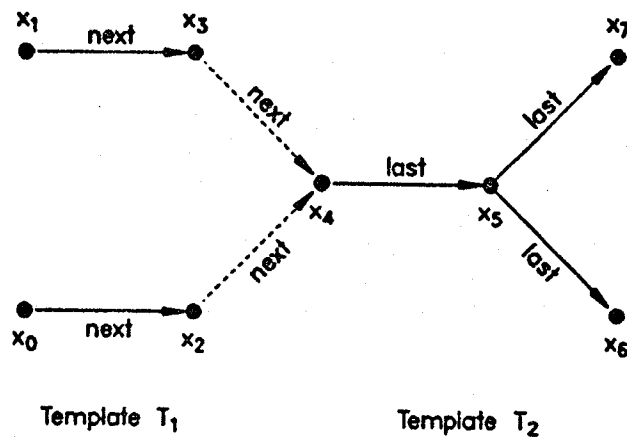 x1
x3
x7
next
next
last
last
x4
x5
next
last
x0
next
x2
x6
Template T1
Template T2